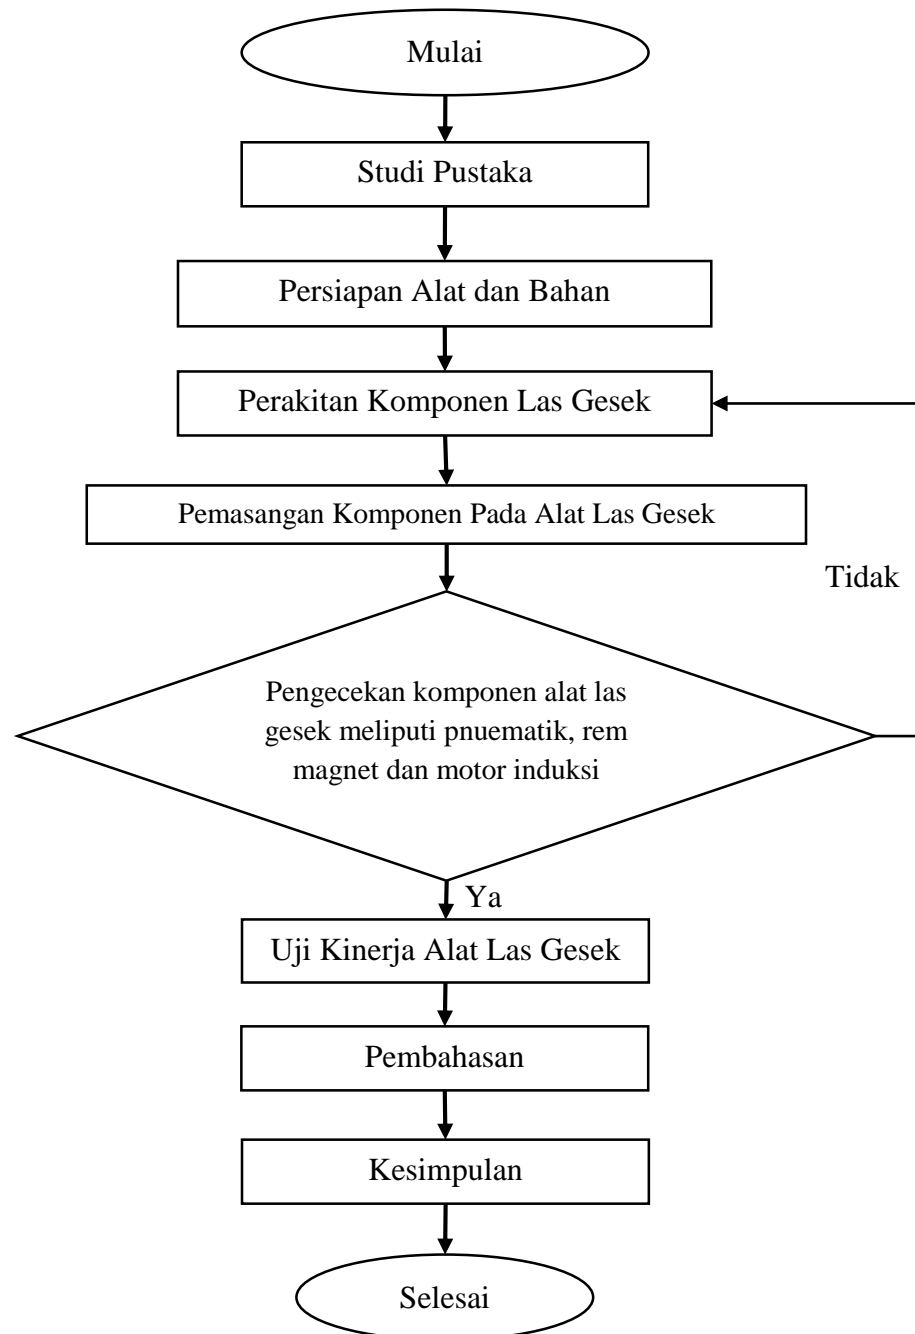 Mulai
Studi Pustaka
Persiapan Alat dan Bahan
Perakitan Komponen Las Gesek
Pemasangan Komponen Pada Alat Las Gesek
Tidak
Pengecekan komponen alat las
gesek meliputi pnuematik, rem
magnet dan motor induksi
Ya
Uji Kinerja Alat Las Gesek
Pembahasan
Kesimpulan
Selesai